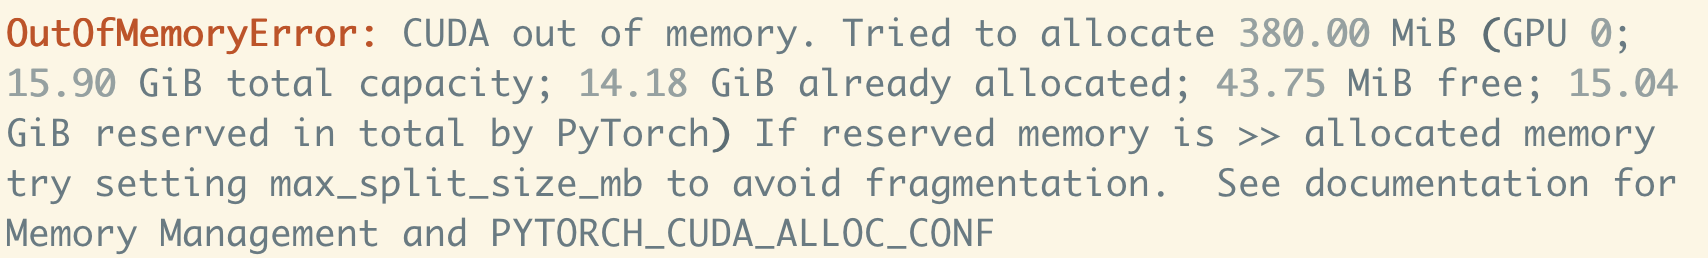 OutOfMemoryError: CUDA out of memory. Tried to allocate 380.00 MiB (GPU 0;
15.90 GiB total capacity; 14.18 GiB already allocated; 43.75 MiB free; 15.04
GiB reserved in total by PyTorch) If reserved memory is >> allocated memory
try setting max_split_size_mb to avoid fragmentation.  See documentation for
Memory Management and PYTORCH_CUDA_ALLOC_CONF